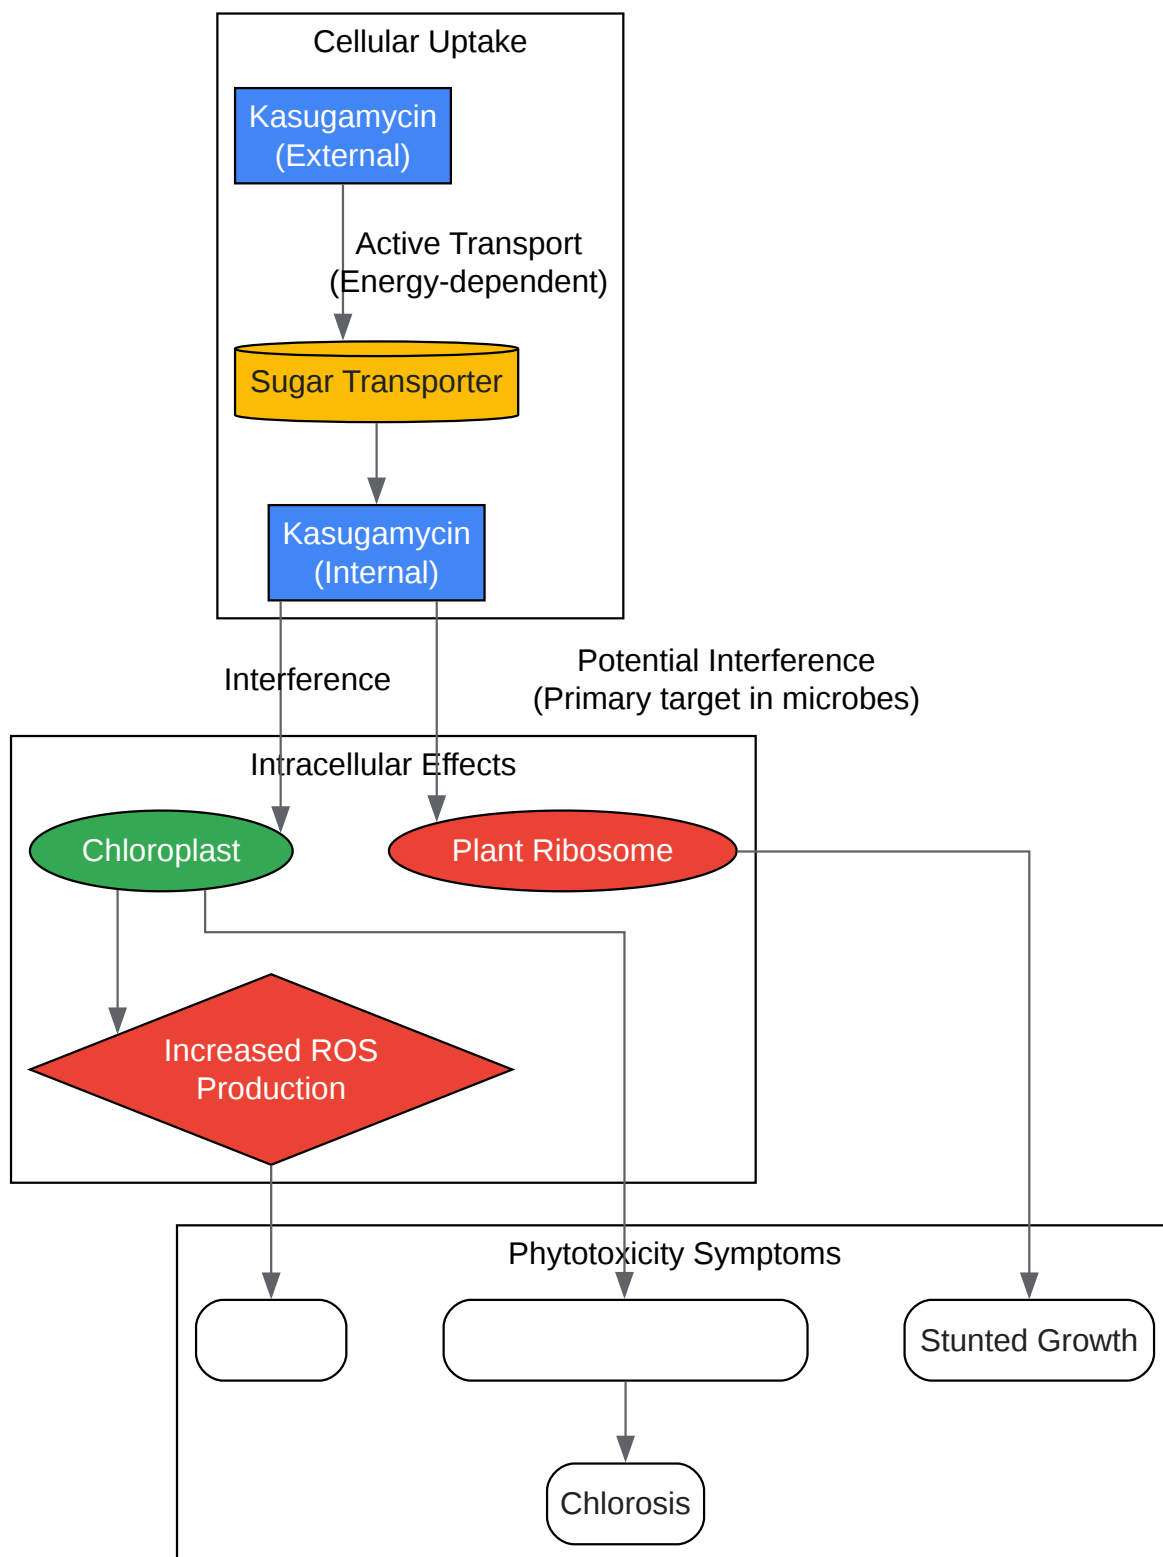 Cellular Uptake
Kasugamycin
(External)
Active Transport
(Energy-dependent)
Sugar Transporter
Kasugamycin
(Internal)
Interference
Potential Interference
(Primary target in microbes)
Intracellular Effects
Chloroplast
Plant Ribosome
Increased ROS
Production
Phytotoxicity Symptoms
Stunted Growth
Chlorosis